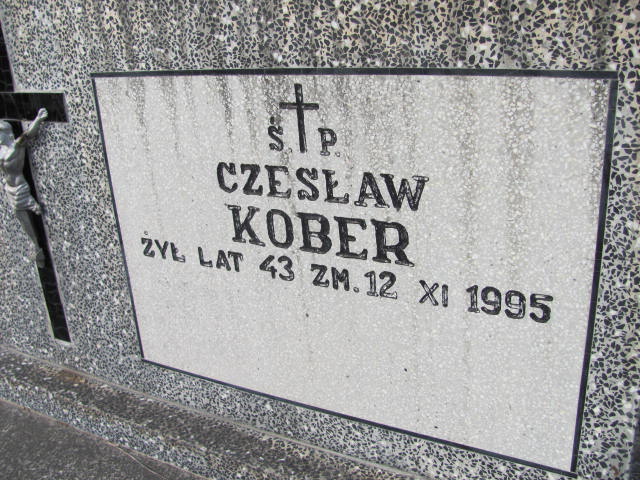 Ś. P.
CZESŁAW
KOBER
ŻYŁ LAT 43 ZM. 12 XI 1995